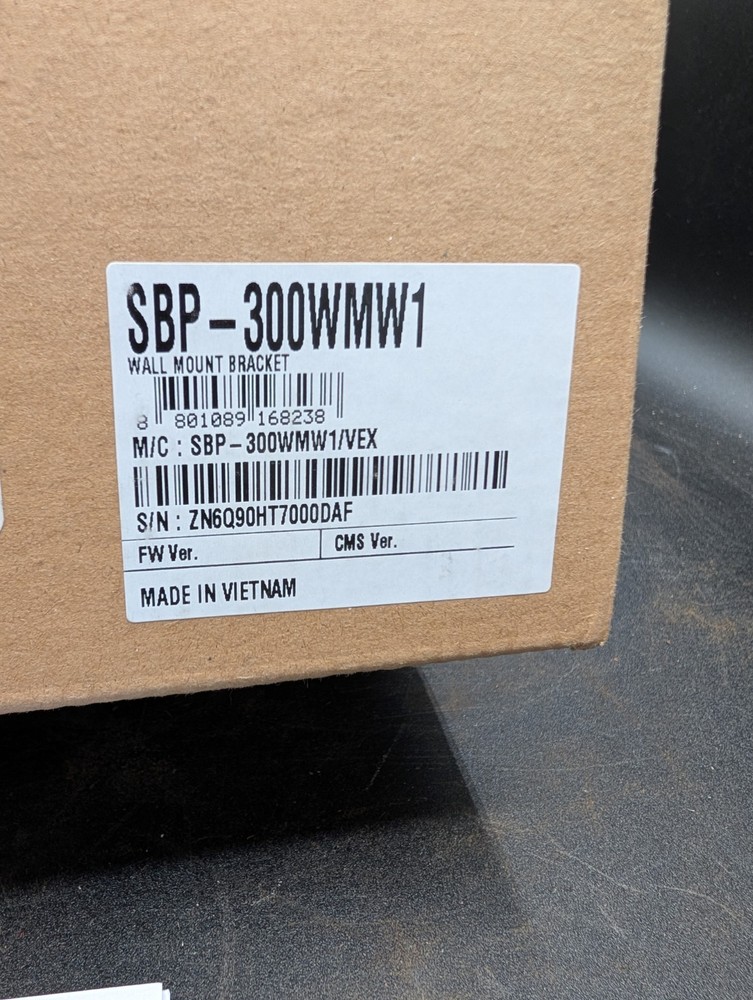 SBP-300WMW1
WALL MOUNT BRACKET
8 801089 168238
M/C : SBP-300WMW1/VEX
S/N : ZN6Q90HT7000DAF
FW Ver. CMS Ver.
MADE IN VIETNAM